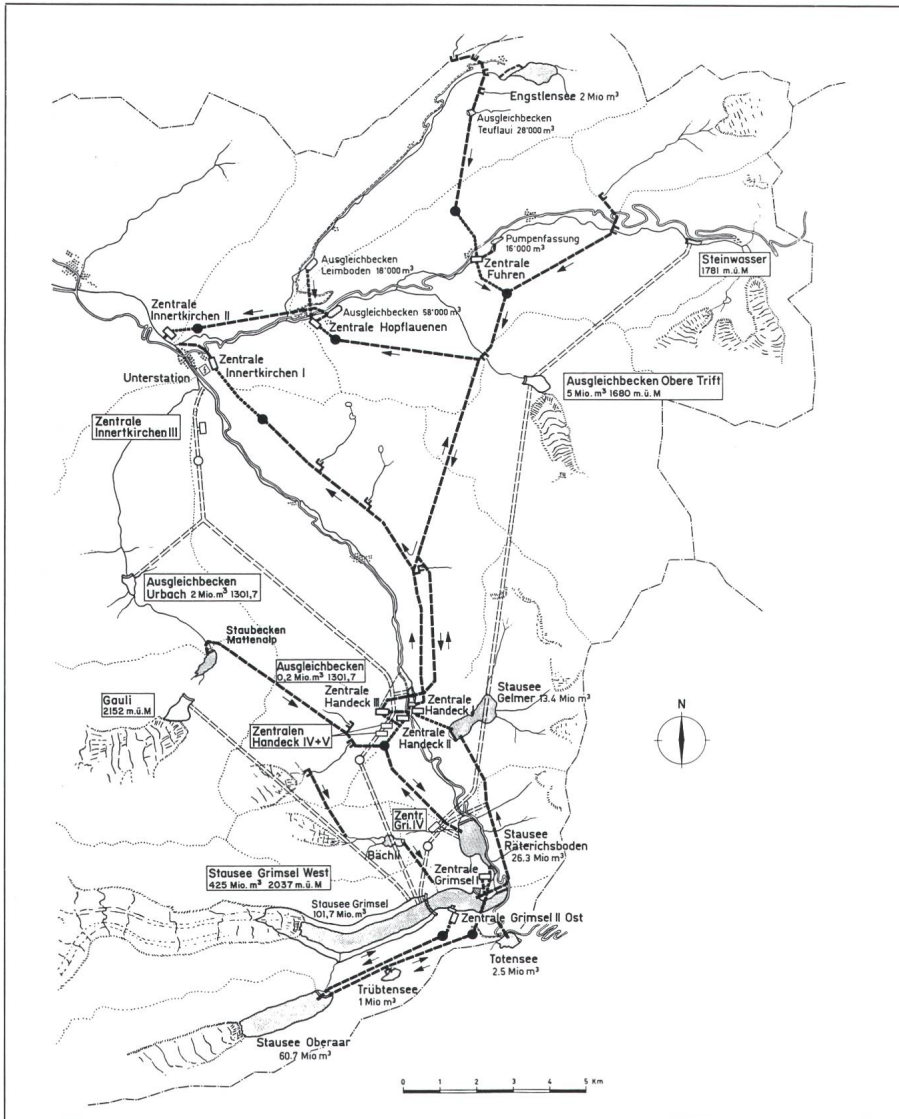 Engstlensee 2 Mio m³
Ausgleichbecken
Teuflaui 28'000 m³
Pumpenfassung
16'000 m³
Ausgleichbecken
Leimboden 18'000 m³
Zentrale
Fuhren
Steinwasser
1781 m.ü.M
Zentrale
Innertkirchen II
Ausgleichbecken 58'000 m³
Zentrale Hopflauenen
Zentrale
Innertkirchen I
Unterstation
Ausgleichbecken Obere Trift
5 Mio. m³ 1680 m.ü.M
Zentrale
Innertkirchen III
Ausgleichbecken
Urbach 2 Mio. m³ 1301,7
Staubecken
Mattenalp
Ausgleichbecken
0,2 Mio. m³ 1301,7
Gauli
2152 m.ü.M
Zentrale
Handeck III
Zentrale
Handeck I
Stausee
Gelmer 13.4 Mio m³
N
Zentralen
Handeck IV+V
Zentrale
Handeck II
Zentr.
Gri. IV
Bächli
Stausee
Räterichsboden
26.3 Mio m³
Stausee Grimsel West
425 Mio. m³ 2037 m.ü.M
Zentrale
Grimsel I
Stausee Grimsel
101,7 Mio. m³
Zentrale Grimsel II Ost
Totensee
2.5 Mio m³
Trübtensee
1 Mio m³
Stausee Oberaar
60.7 Mio m³
0 1 2 3 4 5 Km